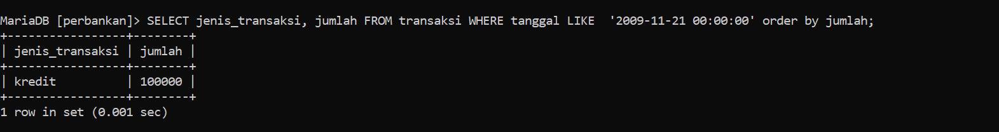 MariaDB [perbankan]> SELECT jenis_transaksi, jumlah FROM transaksi WHERE tanggal LIKE  '2009-11-21 00:00:00' order by jumlah;
+-----------------+--------+
| jenis_transaksi | jumlah |
+-----------------+--------+
| kredit          | 100000 |
+-----------------+--------+
1 row in set (0.001 sec)